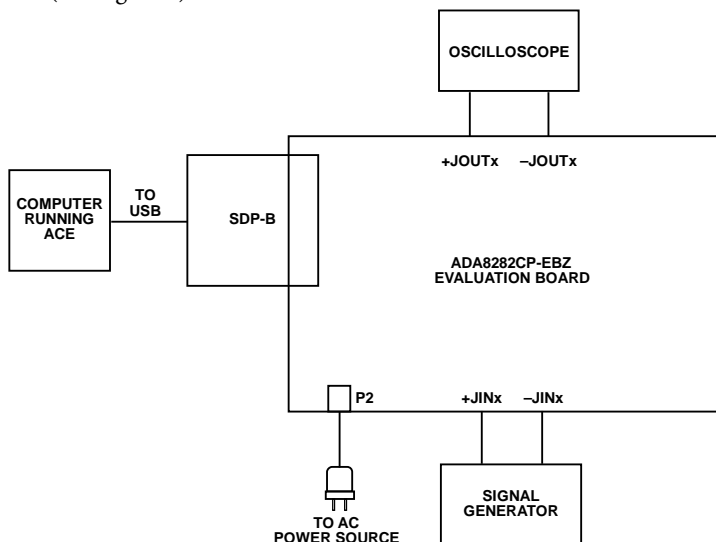 OSCILLOSCOPE
+JOUTx –JOUTx
COMPUTER
RUNNING
ACE
TO
USB
SDP-B
ADA8282CP-EBZ
EVALUATION BOARD
P2
+JINx –JINx
TO AC
POWER SOURCE
SIGNAL
GENERATOR